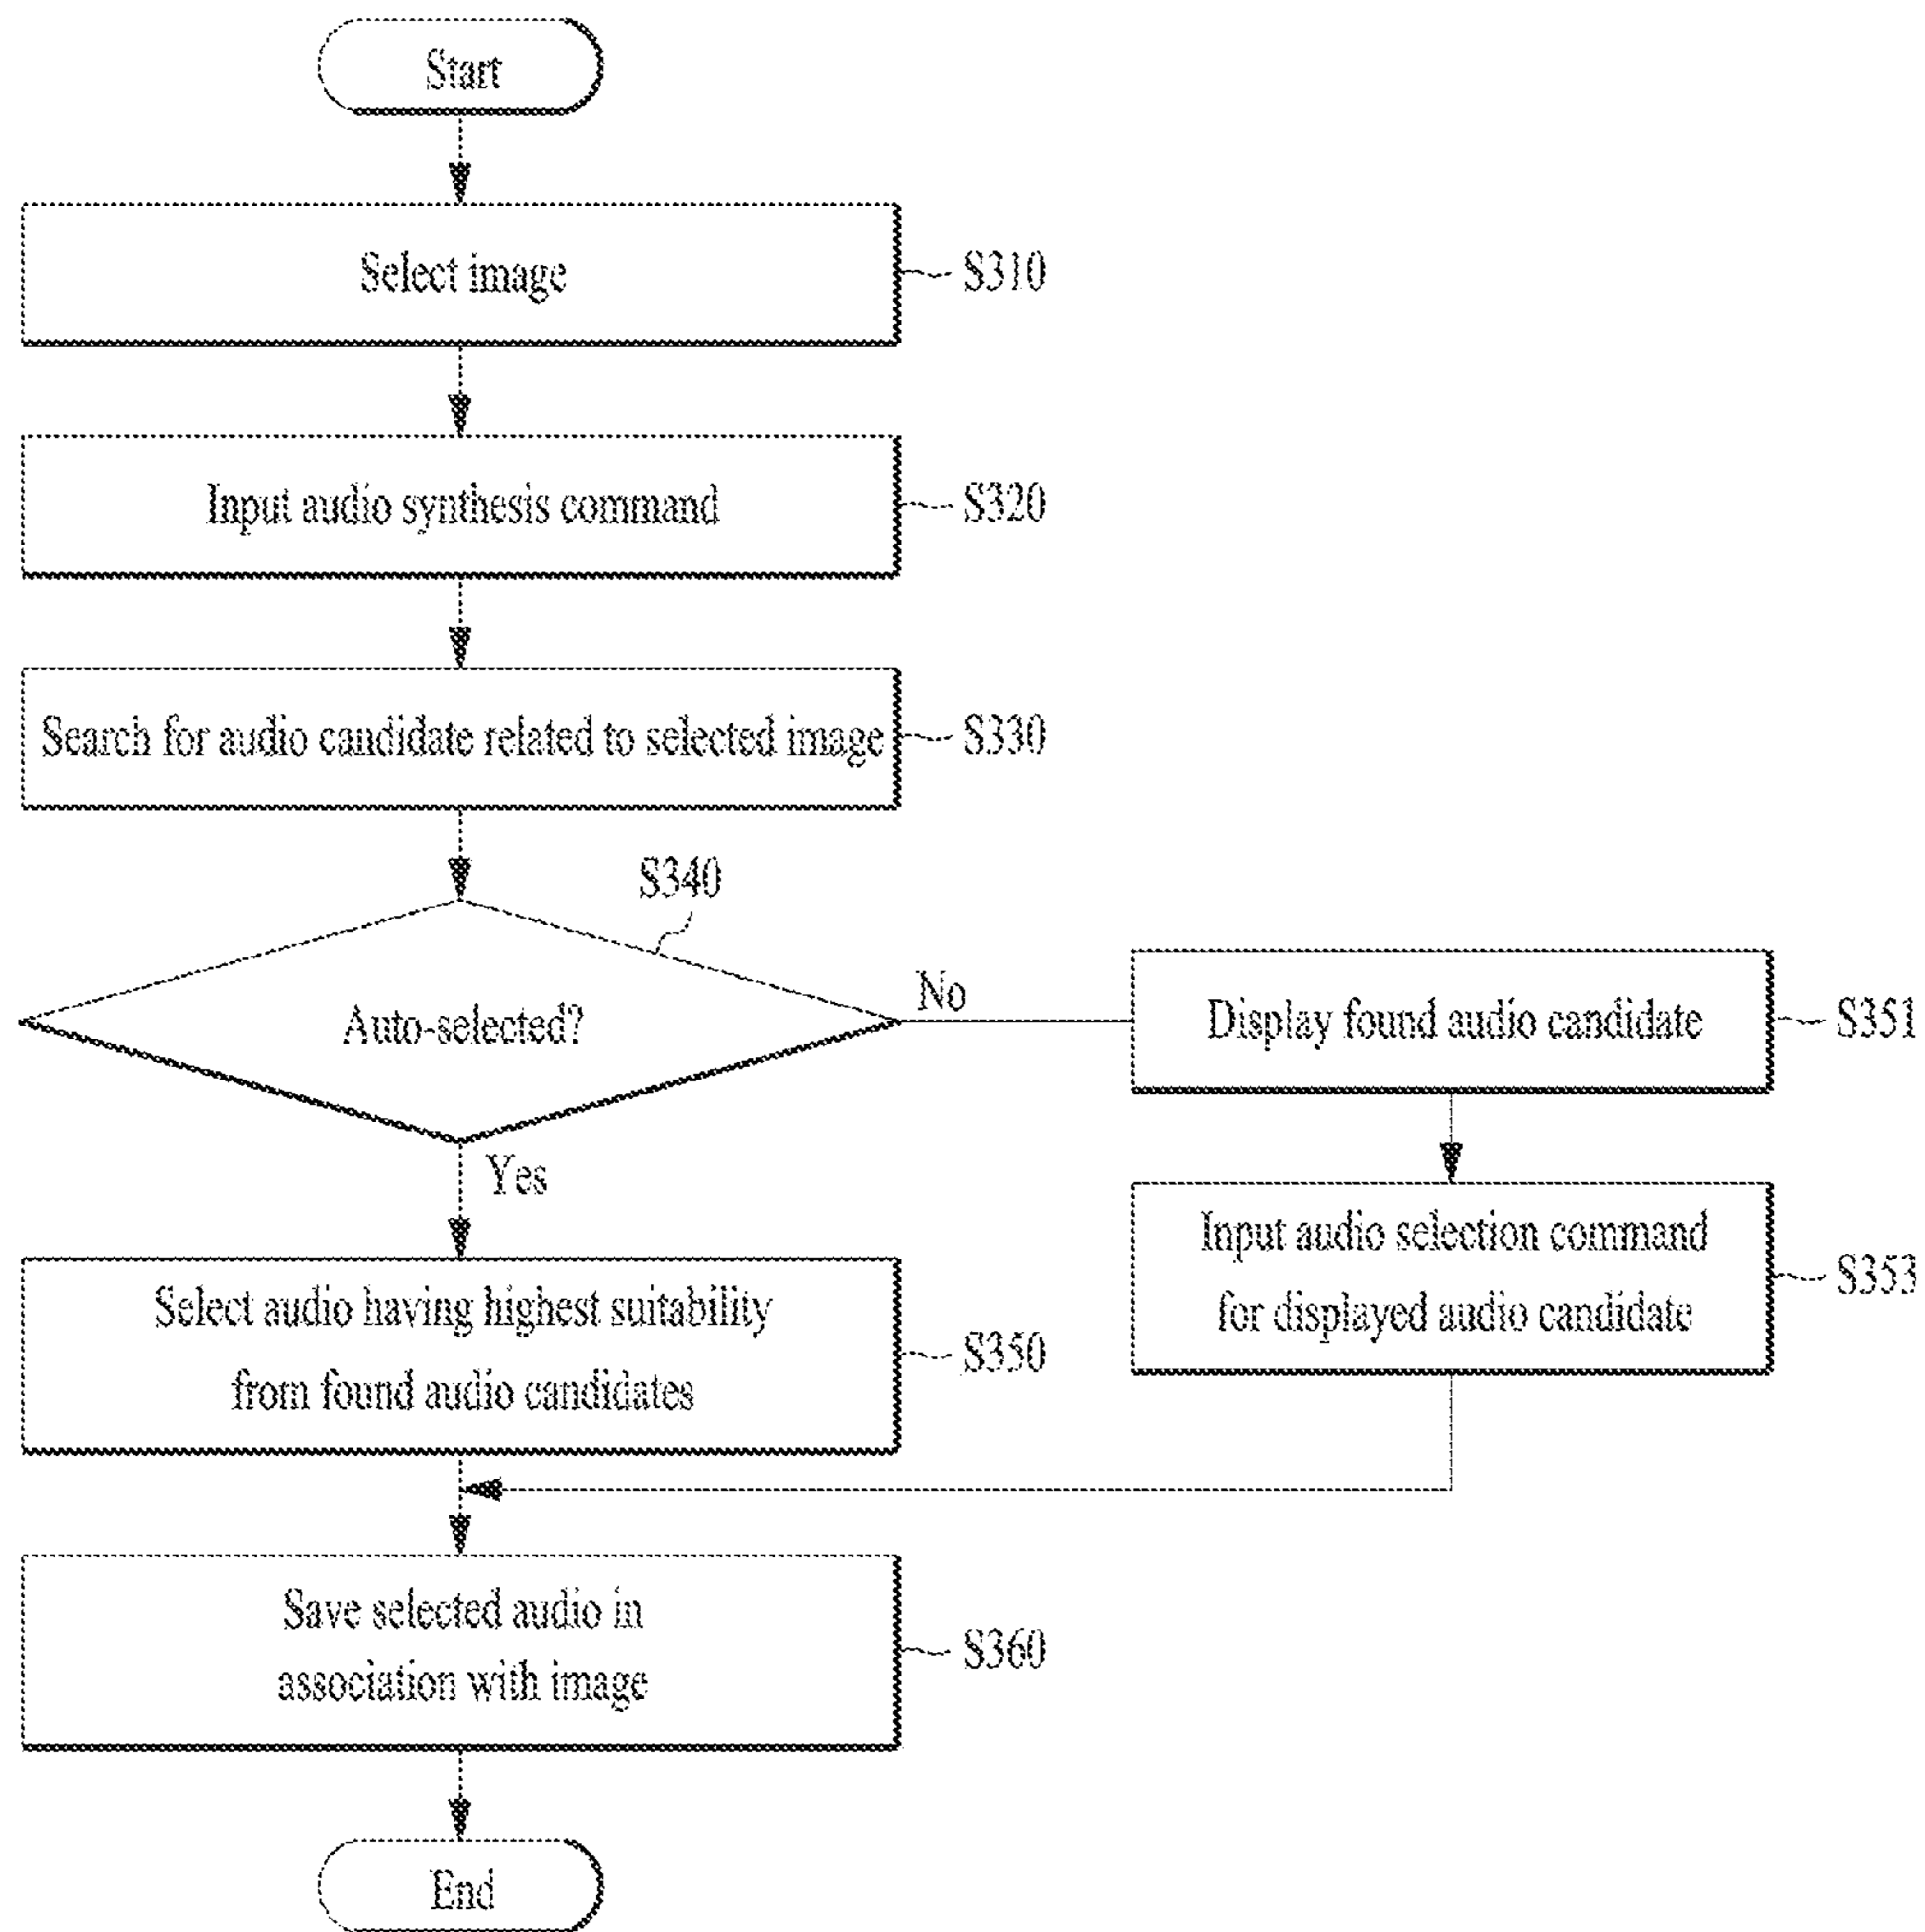 Start
Select image
S310
Input audio synthesis command
S320
Search for audio candidate related to selected image
S330
S340
Auto-selected?
No
Display found audio candidate
S351
Yes
Input audio selection command
for displayed audio candidate
S353
Select audio having highest suitability
from found audio candidates
S350
Save selected audio in
association with image
S360
End